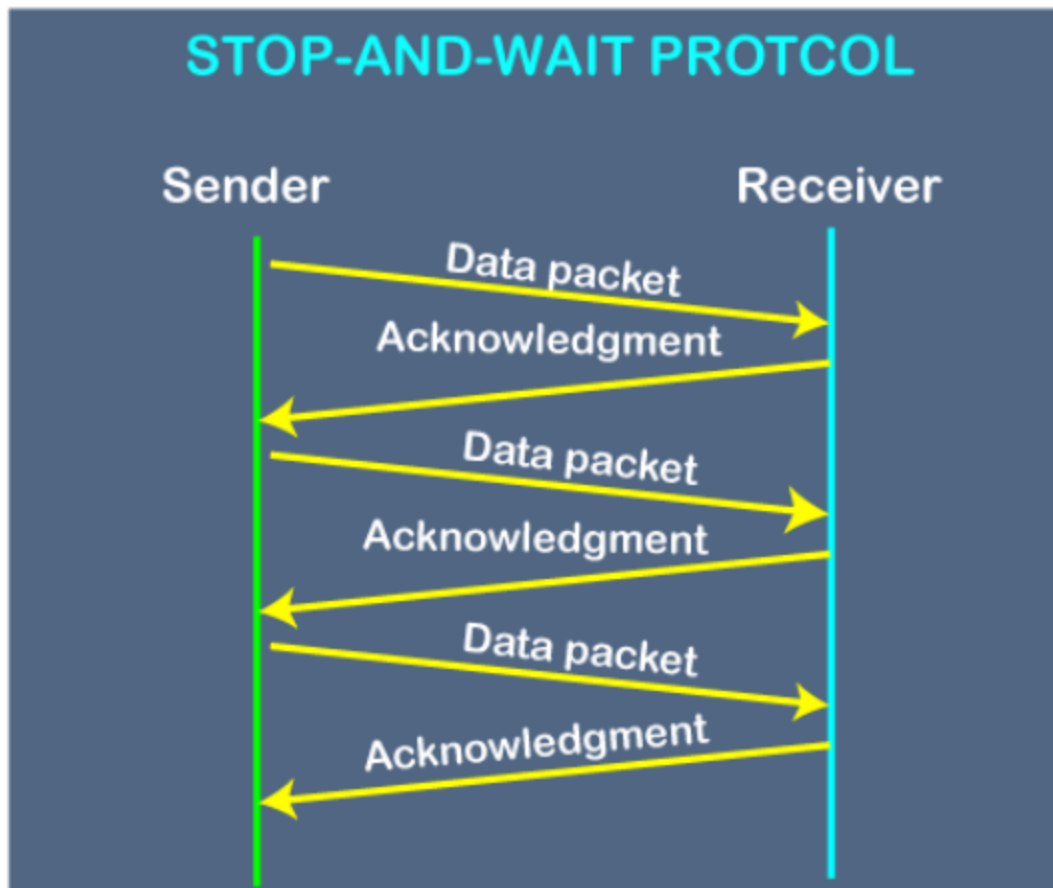 STOP-AND-WAIT PROTCOL
Sender
Receiver
Data packet
Acknowledgment
Data packet
Acknowledgment
Data packet
Acknowledgment